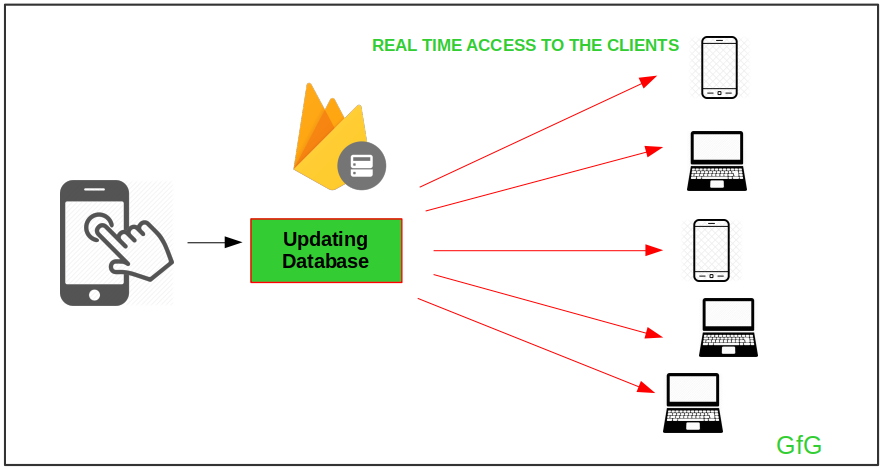 REAL TIME ACCESS TO THE CLIENTS
Updating
Database
GfG